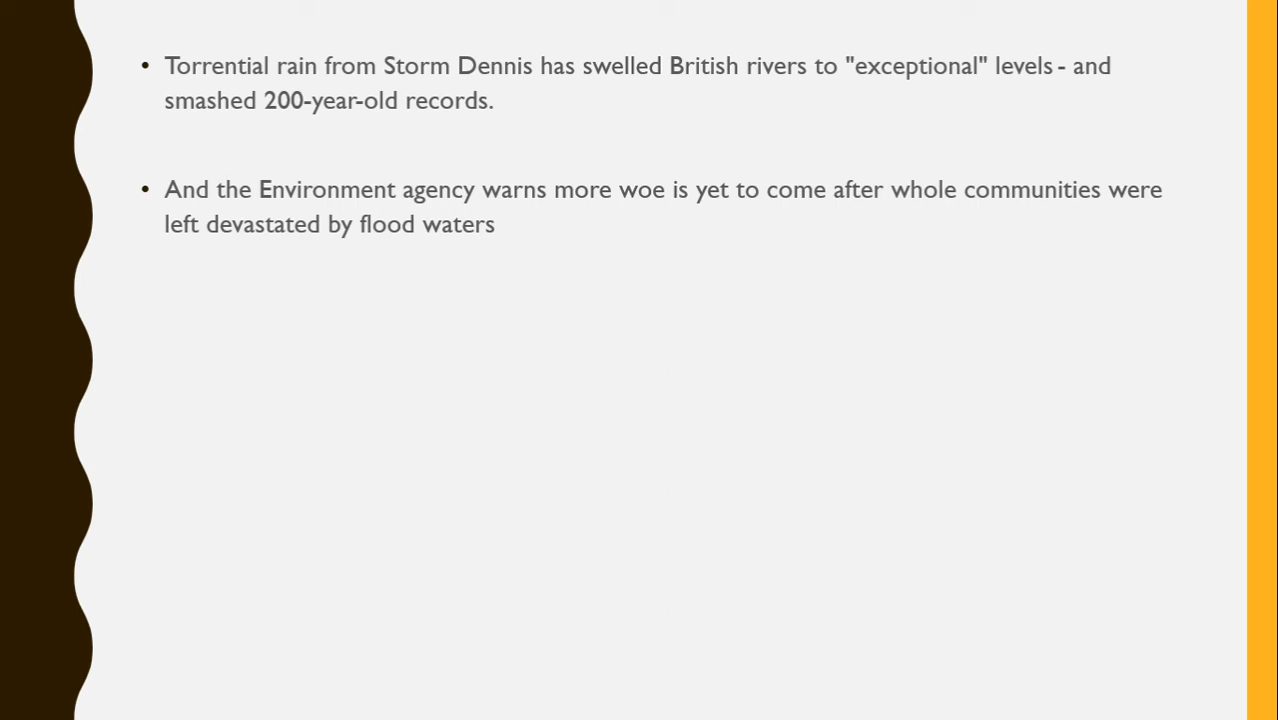 • Torrential rain from Storm Dennis has swelled British rivers to "exceptional" levels - and
smashed 200-year-old records.
• And the Environment agency warns more woe is yet to come after whole communities were
left devastated by flood waters